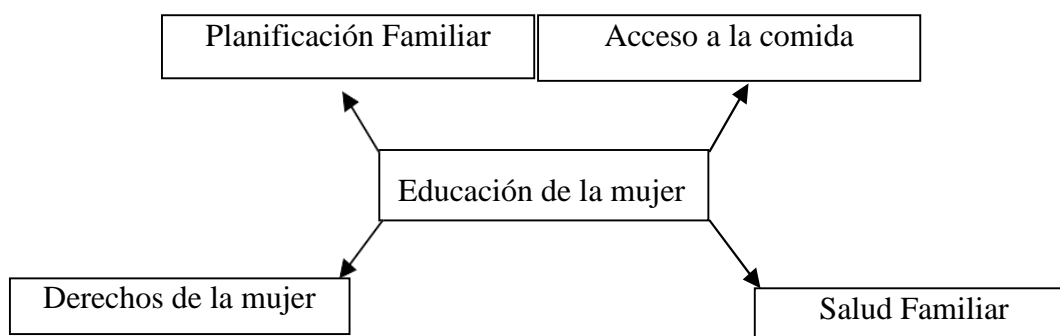 Planificación Familiar
Acceso a la comida
Educación de la mujer
Derechos de la mujer
Salud Familiar